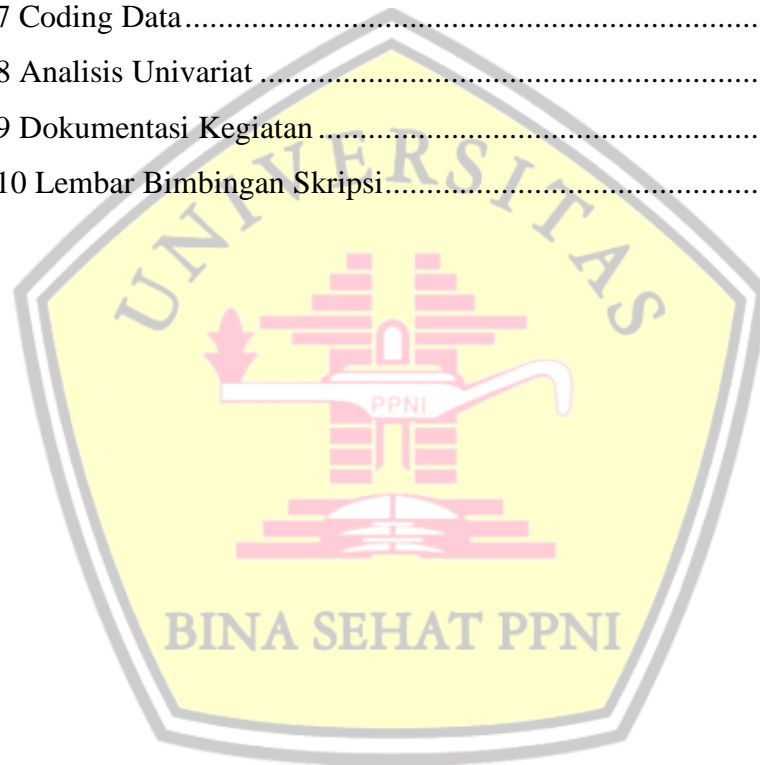 7 Coding Data........................................................................
8 Analisis Univariat ..............................................................
9 Dokumentasi Kegiatan .......................................................
10 Lembar Bimbingan Skripsi...............................................
UNIVERSITAS
PPNI
BINA SEHAT PPNI